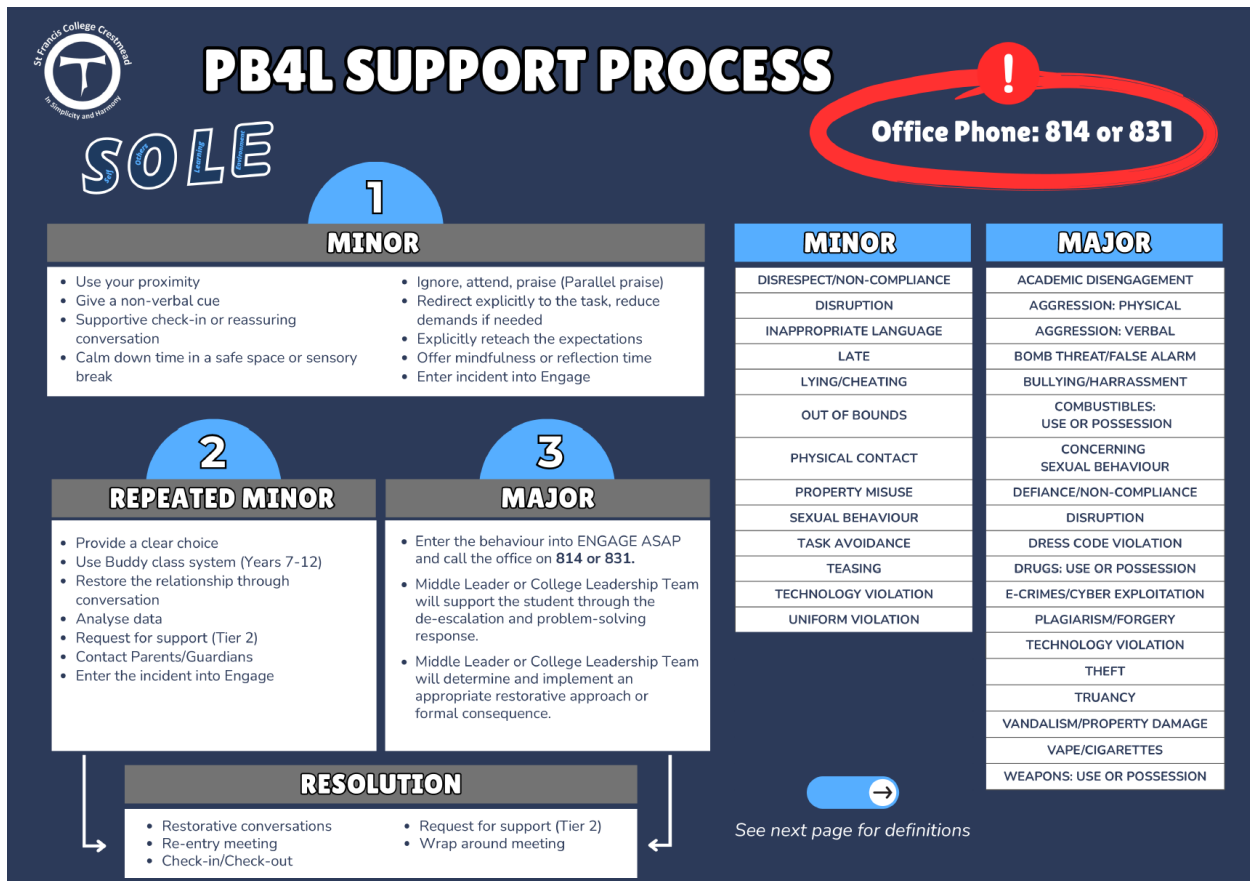 St Francis College Crestmead
In Simplicity and Harmony
PB4L SUPPORT PROCESS
!
Office Phone: 814 or 831
SOLE
Self
Others
Learning
Environment
1
MINOR
• Use your proximity
• Give a non-verbal cue
• Supportive check-in or reassuring
conversation
• Calm down time in a safe space or sensory
break
• Ignore, attend, praise (Parallel praise)
• Redirect explicitly to the task, reduce
demands if needed
• Explicitly reteach the expectations
• Offer mindfulness or reflection time
• Enter incident into Engage
2
REPEATED MINOR
• Provide a clear choice
• Use Buddy class system (Years 7-12)
• Restore the relationship through
conversation
• Analyse data
• Request for support (Tier 2)
• Contact Parents/Guardians
• Enter the incident into Engage
3
MAJOR
• Enter the behaviour into ENGAGE ASAP
and call the office on 814 or 831.
• Middle Leader or College Leadership Team
will support the student through the
de-escalation and problem-solving
response.
• Middle Leader or College Leadership Team
will determine and implement an
appropriate restorative approach or
formal consequence.
RESOLUTION
• Restorative conversations
• Re-entry meeting
• Check-in/Check-out
• Request for support (Tier 2)
• Wrap around meeting
MINOR
DISRESPECT/NON-COMPLIANCE
DISRUPTION
INAPPROPRIATE LANGUAGE
LATE
LYING/CHEATING
OUT OF BOUNDS
PHYSICAL CONTACT
PROPERTY MISUSE
SEXUAL BEHAVIOUR
TASK AVOIDANCE
TEASING
TECHNOLOGY VIOLATION
UNIFORM VIOLATION
MAJOR
ACADEMIC DISENGAGEMENT
AGGRESSION: PHYSICAL
AGGRESSION: VERBAL
BOMB THREAT/FALSE ALARM
BULLYING/HARRASSMENT
COMBUSTIBLES:
USE OR POSSESSION
CONCERNING
SEXUAL BEHAVIOUR
DEFIANCE/NON-COMPLIANCE
DISRUPTION
DRESS CODE VIOLATION
DRUGS: USE OR POSSESSION
E-CRIMES/CYBER EXPLOITATION
PLAGIARISM/FORGERY
TECHNOLOGY VIOLATION
THEFT
TRUANCY
VANDALISM/PROPERTY DAMAGE
VAPE/CIGARETTES
WEAPONS: USE OR POSSESSION
See next page for definitions